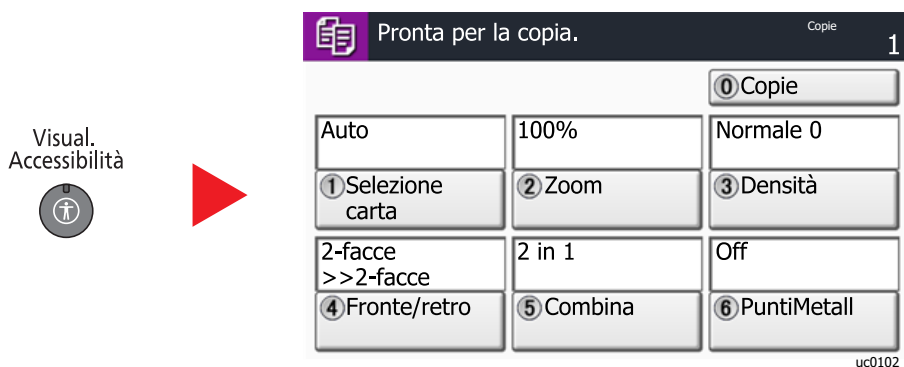 Pronta per la copia.
Copie
1
0 Copie
Auto
100%
Normale 0
Visual.
Accessibilità
1 Selezione
carta
2 Zoom
3 Densità
2-facce
>>2-facce
2 in 1
Off
4 Fronte/retro
5 Combina
6 PuntiMetall
uc0102